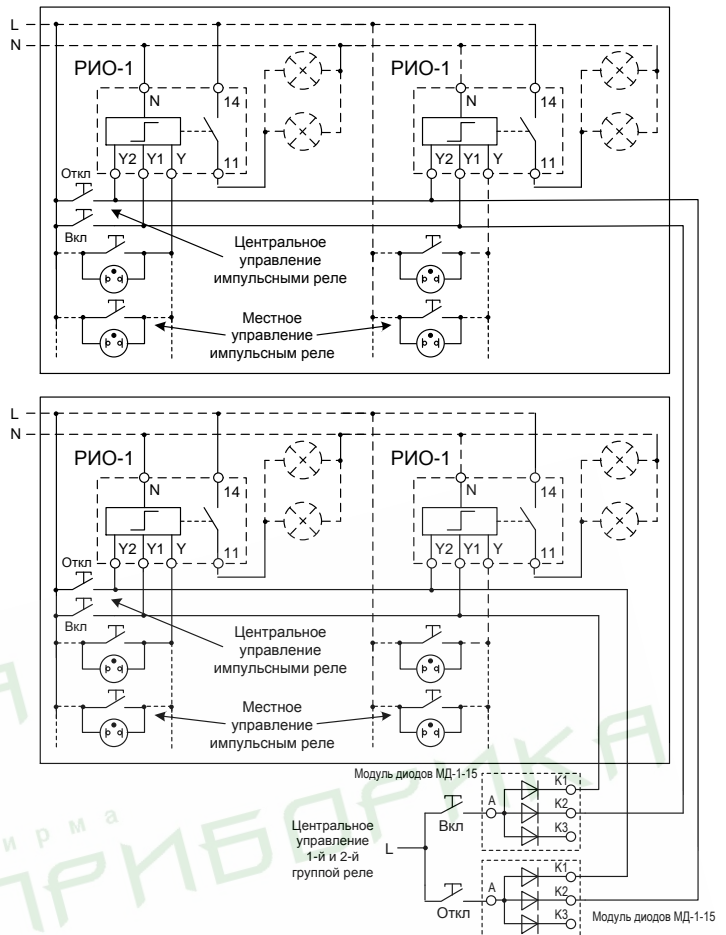 L
N
РИО-1
РИО-1
N
14
N
14
Y2 Y1 Y
11
Y2 Y1 Y
11
Откл
Вкл
Центральное
управление
импульсными реле
Местное
управление
импульсным реле
L
N
РИО-1
РИО-1
N
14
N
14
Y2 Y1 Y
11
Y2 Y1 Y
11
Откл
Вкл
Центральное
управление
импульсными реле
Местное
управление
импульсным реле
Модуль диодов МД-1-15
Центральное
управление
1-й и 2-й
группой реле
L
Вкл
A
K1
K2
K3
Откл
A
K1
K2
K3
Модуль диодов МД-1-15
ПРИБОРИКА